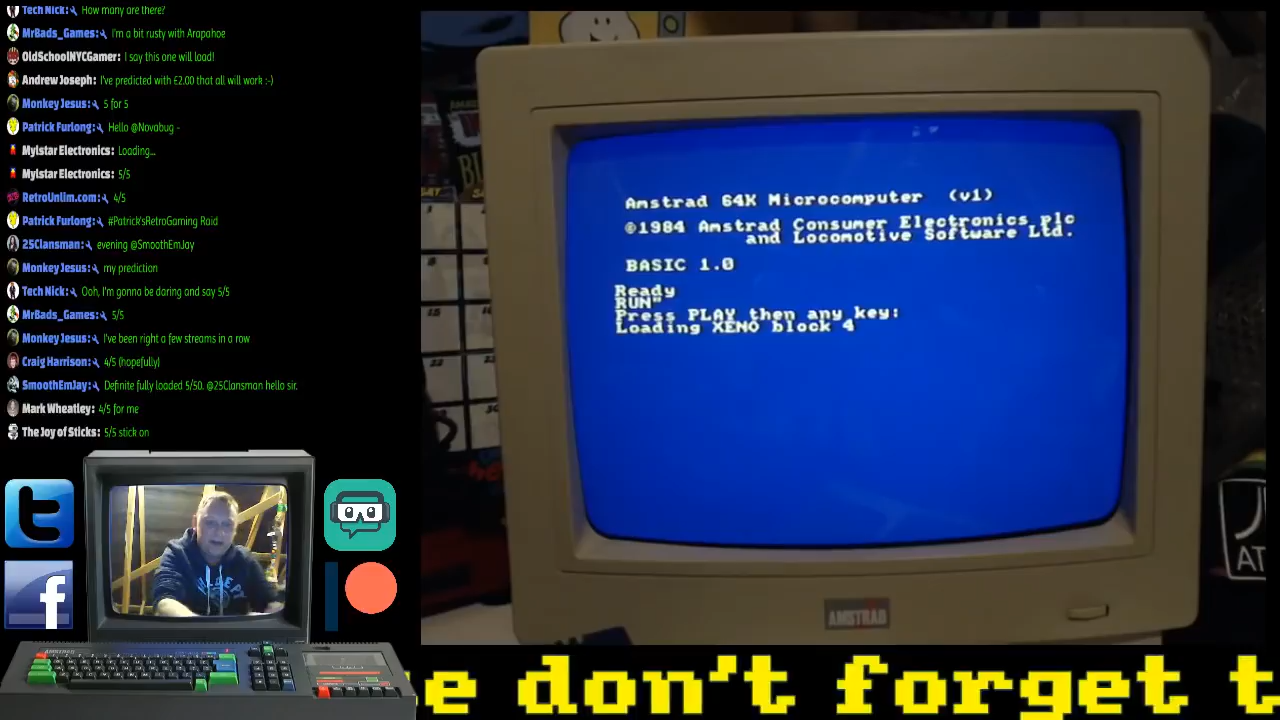 Tech Nick: How many are there?
MrBads_Games: I'm a bit rusty with Arapahoe
OldSchoolNYCGamer: I say this one will load!
Andrew Joseph: I've predicted with £2.00 that all will work :-)
Monkey Jesus: 5 for 5
Patrick Furlong: Hello @Novabug -
Mylstar Electronics: Loading...
Mylstar Electronics: 5/5
RetroUnlim.com: 4/5
Patrick Furlong: #Patrick'sRetroGaming Raid
25Clansman: evening @SmoothEmJay
Monkey Jesus: my prediction
Tech Nick: Ooh, I'm gonna be daring and say 5/5
MrBads_Games: 5/5
Monkey Jesus: I've been right a few streams in a row
Craig Harrison: 4/5 (hopefully)
SmoothEmJay: Definite fully loaded 5/50. @25Clansman hello sir.
Mark Wheatley: 4/5 for me
The Joy of Sticks: 5/5 stick on
Amstrad 64K Microcomputer (v1)
©1984 Amstrad Consumer Electronics plc
and Locomotive Software Ltd.
BASIC 1.0
Ready
RUN"
Press PLAY then any key:
Loading XENO block 4
AMSTRAD
e don't forget t